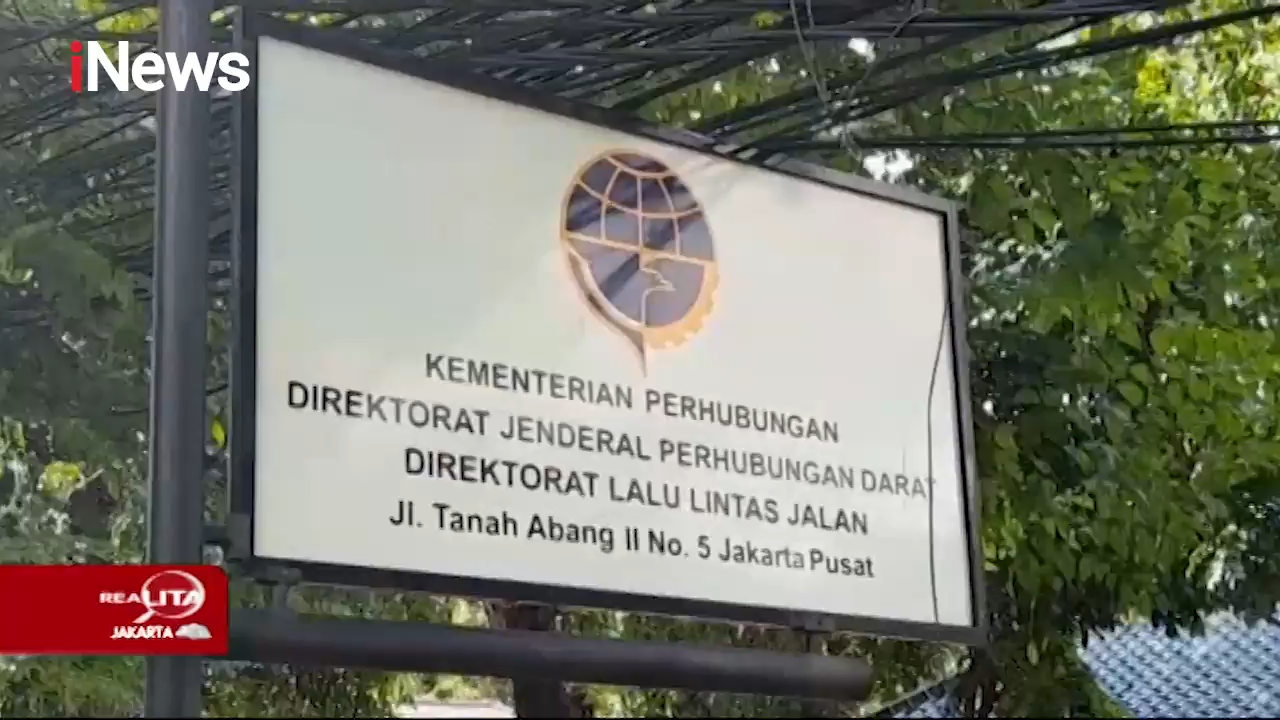 iNews
KEMENTERIAN PERHUBUNGAN
DIREKTORAT JENDERAL PERHUBUNGAN DARAT
DIREKTORAT LALU LINTAS JALAN
Jl. Tanah Abang II No. 5 Jakarta Pusat
REALITA
JAKARTA